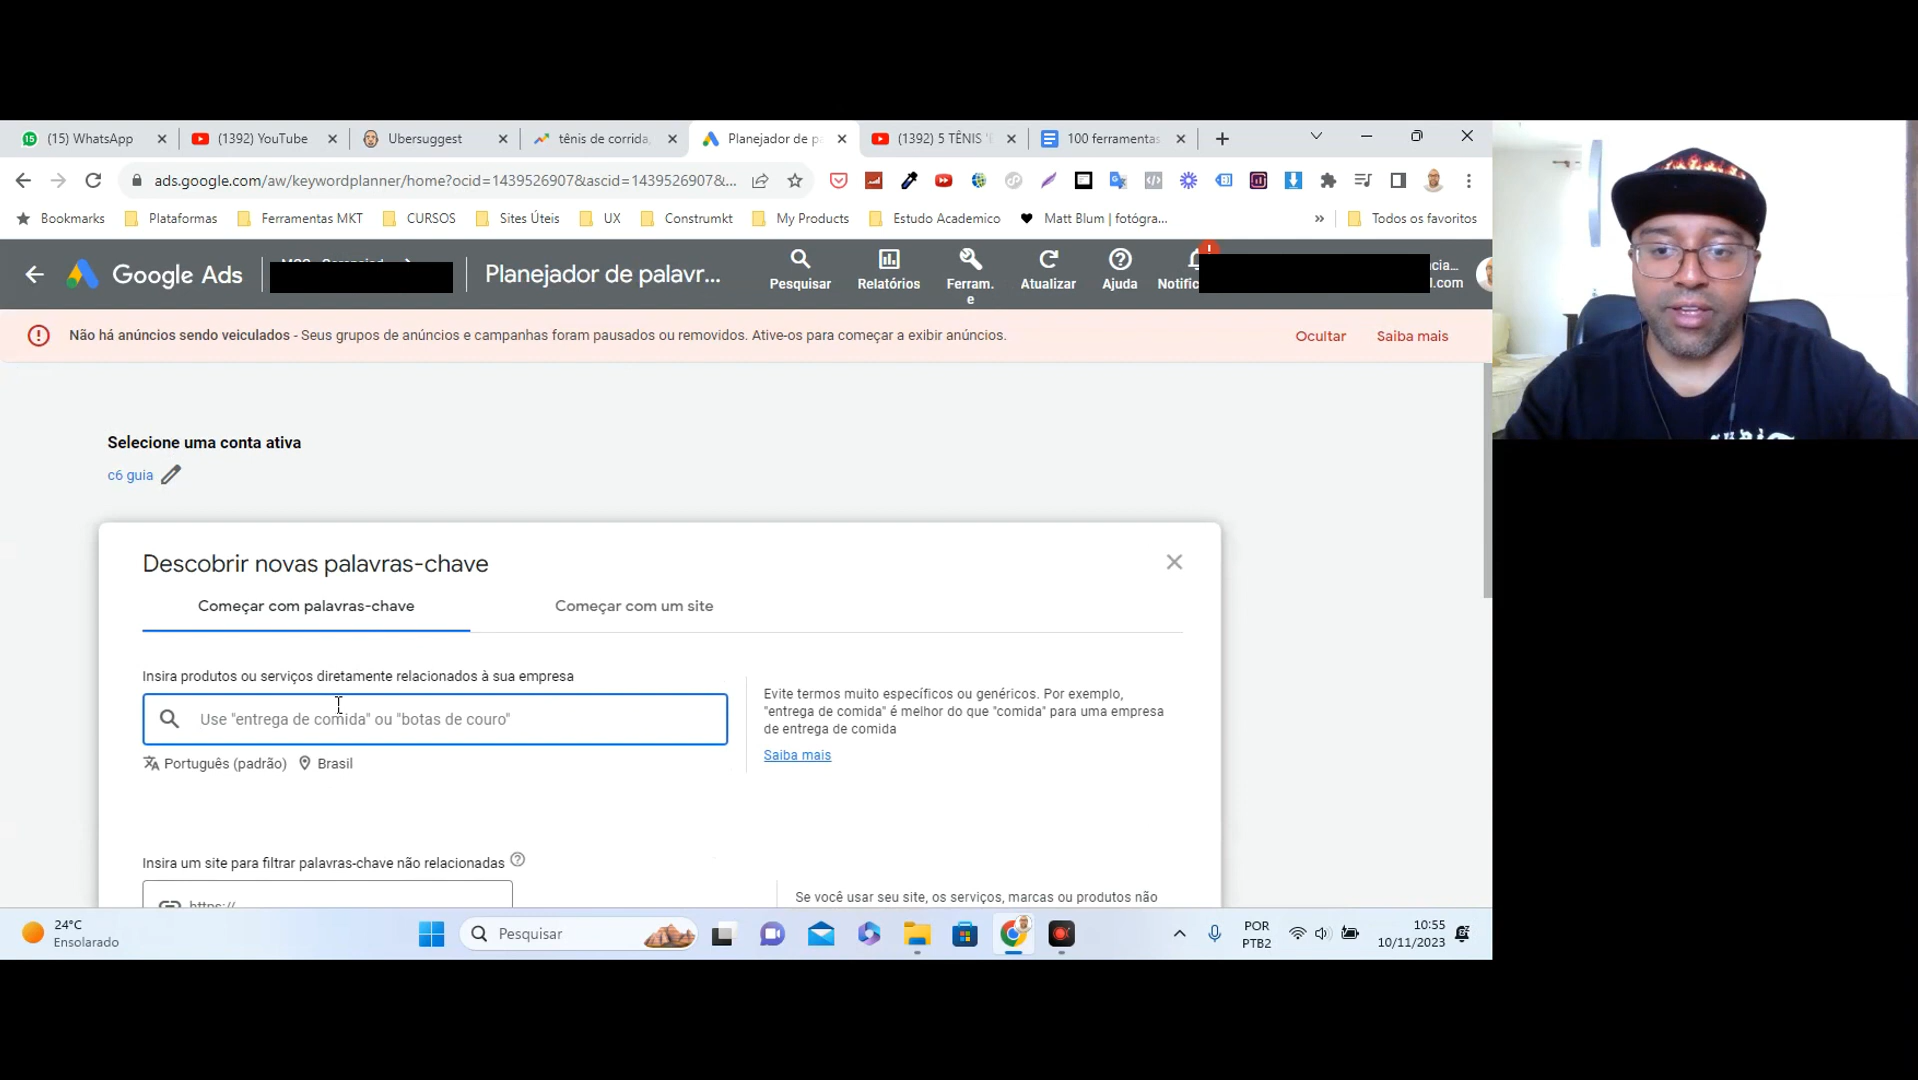 (15) WhatsApp
(1392) YouTube
Ubersuggest
tênis de corrida,
Planejador de pa
(1392) 5 TÊNIS
100 ferramentas
ads.google.com/aw/keywordplanner/home?ocid=1439526907&ascid=1439526907&...
Bookmarks
Plataformas
Ferramentas MKT
CURSOS
Sites Úteis
UX
Construmkt
My Products
Estudo Academico
Matt Blum | fotógra...
»
Todos os favoritos
Google Ads
Planejador de palavr...
Pesquisar
Relatórios
Ferram.
e
Atualizar
Ajuda
Notific
cia...
l.com
Não há anúncios sendo veiculados - Seus grupos de anúncios e campanhas foram pausados ou removidos. Ative-os para começar a exibir anúncios.
Ocultar
Saiba mais
Selecione uma conta ativa
c6 guia
Descobrir novas palavras-chave
Começar com palavras-chave
Começar com um site
Insira produtos ou serviços diretamente relacionados à sua empresa
Use "entrega de comida" ou "botas de couro"
Português (padrão)
Brasil
Evite termos muito específicos ou genéricos. Por exemplo,
"entrega de comida" é melhor do que "comida" para uma empresa
de entrega de comida
Saiba mais
Insira um site para filtrar palavras-chave não relacionadas
https://
Se você usar seu site, os serviços, marcas ou produtos não
24°C
Ensolarado
Pesquisar
POR
PTB2
10:55
10/11/2023